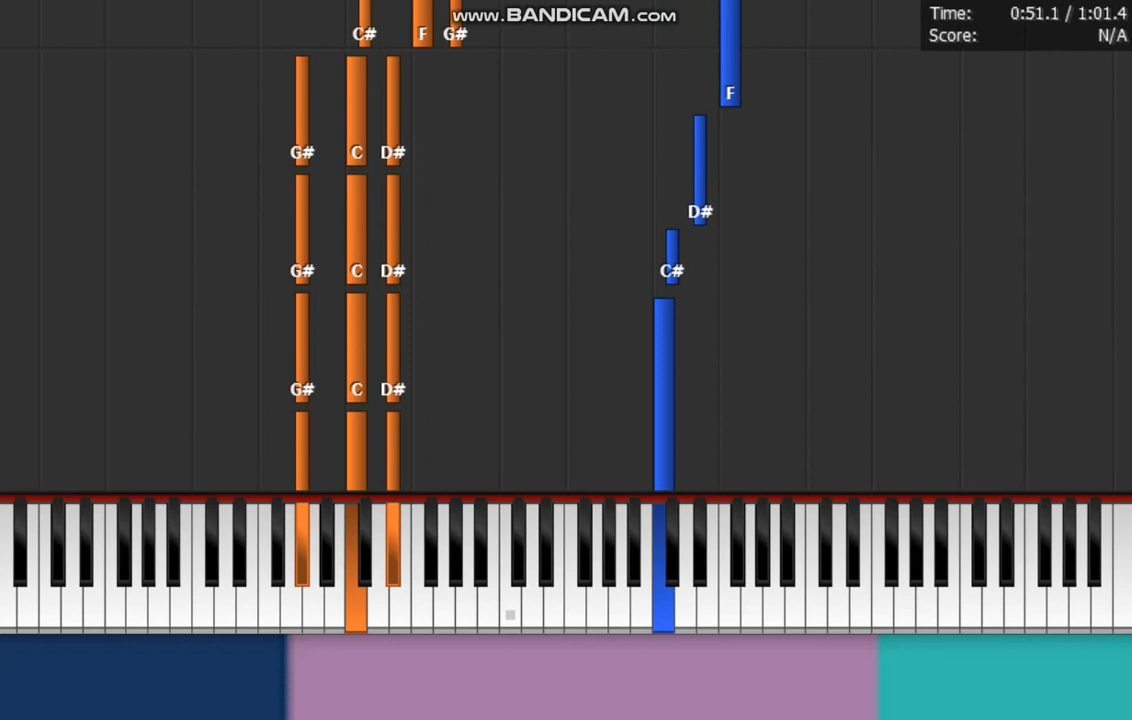 www.BANDICAM.com
Time: 0:51.1 / 1:01.4
Score: N/A
C# F G#
F
G# C D#
D#
G# C D#
C#
G# C D#